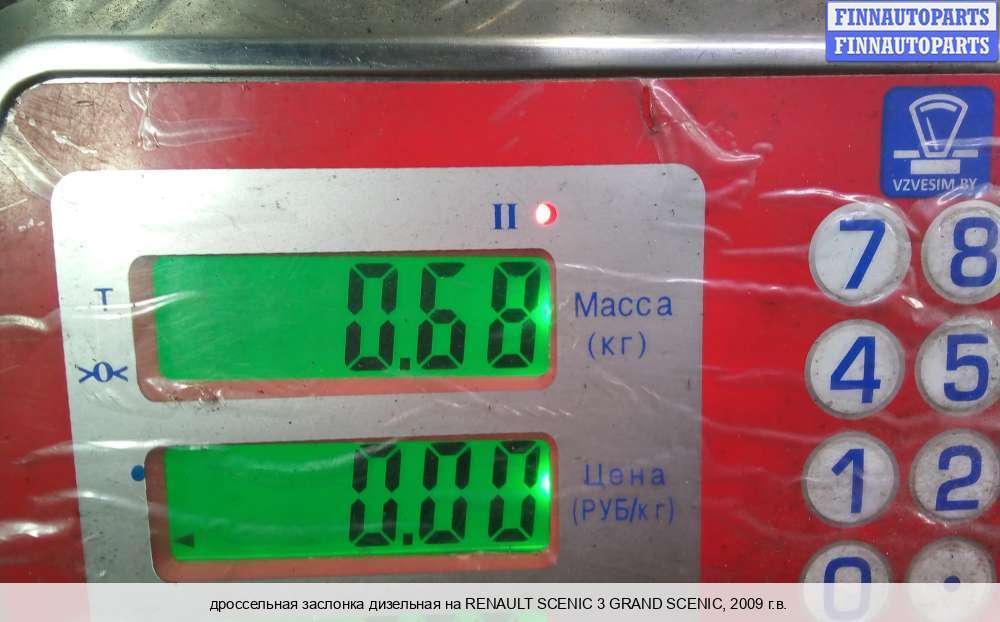 FINNAUTOPARTS
FINNAUTOPARTS
VZVESIM.BY
II
7 8
T
0.68
Масса
(кг)
>0<
4 5
0.00
Цена
(РУБ/кг)
1 2
0 .
дроссельная заслонка дизельная на RENAULT SCENIC 3 GRAND SCENIC, 2009 г.в.